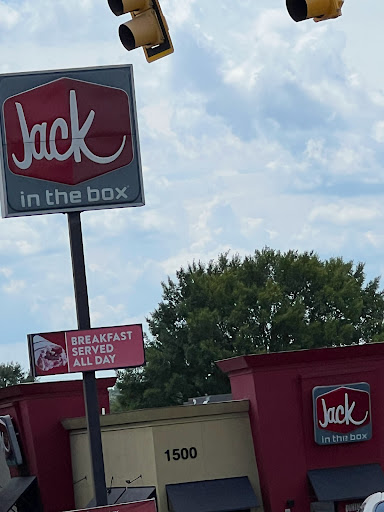 Jack
in the box
BREAKFAST
SERVED
ALL DAY
1500
Jack
in the box